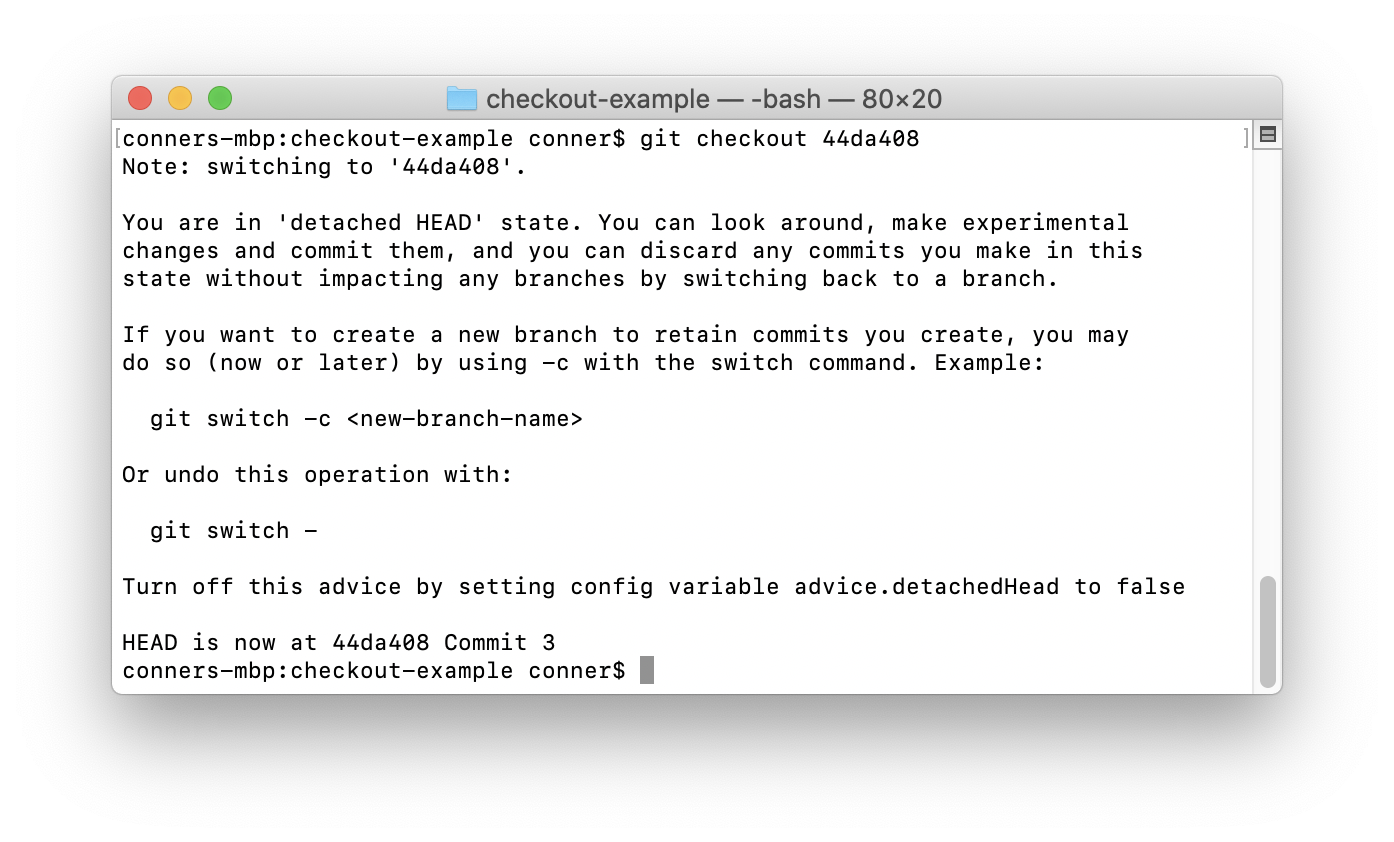 checkout-example — -bash — 80×20
conners-mbp:checkout-example conner$ git checkout 44da408
Note: switching to '44da408'.
You are in 'detached HEAD' state. You can look around, make experimental
changes and commit them, and you can discard any commits you make in this
state without impacting any branches by switching back to a branch.
If you want to create a new branch to retain commits you create, you may
do so (now or later) by using -c with the switch command. Example:
git switch -c <new-branch-name>
Or undo this operation with:
git switch -
Turn off this advice by setting config variable advice.detachedHead to false
HEAD is now at 44da408 Commit 3
conners-mbp:checkout-example conner$